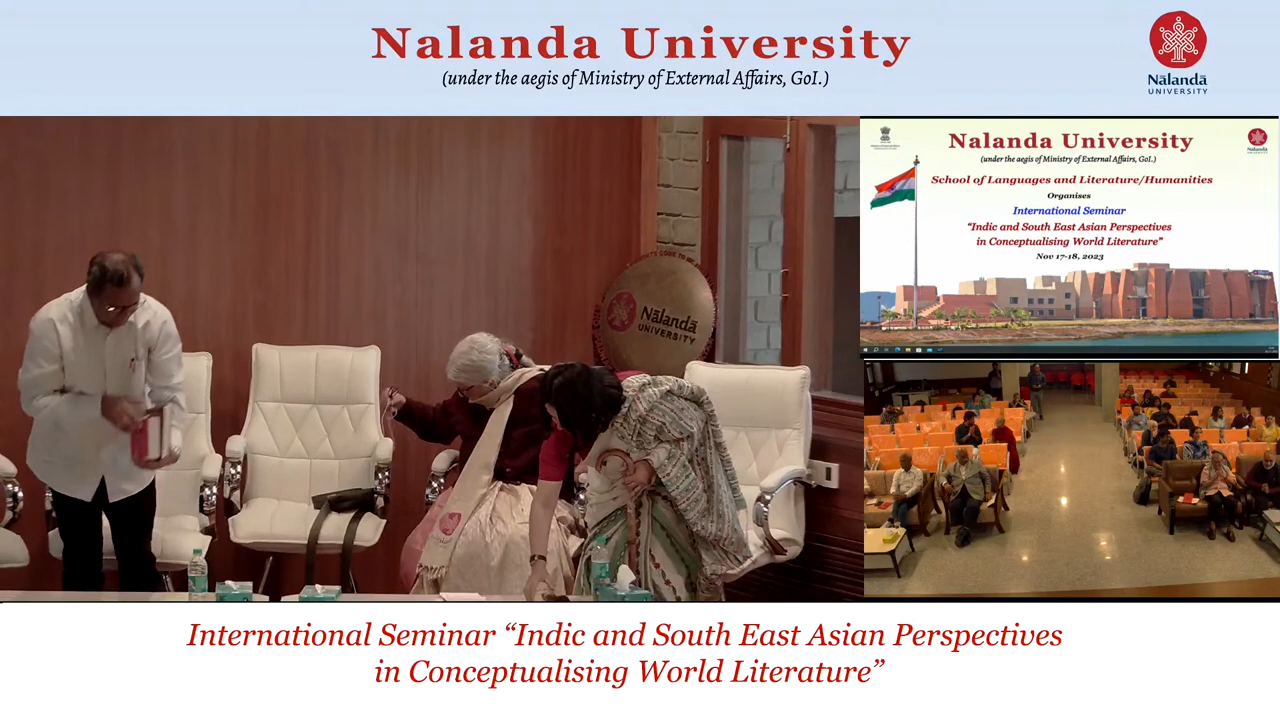 Nalanda University
(under the aegis of Ministry of External Affairs, GoI.)
Nālandā
UNIVERSITY
Nālandā
UNIVERSITY
Nalanda University
(under the aegis of Ministry of External Affairs, GoI.)
School of Languages and Literature/Humanities
Organises
International Seminar
“Indic and South East Asian Perspectives
in Conceptualising World Literature”
Nov 17-18, 2023
International Seminar “Indic and South East Asian Perspectives
in Conceptualising World Literature”